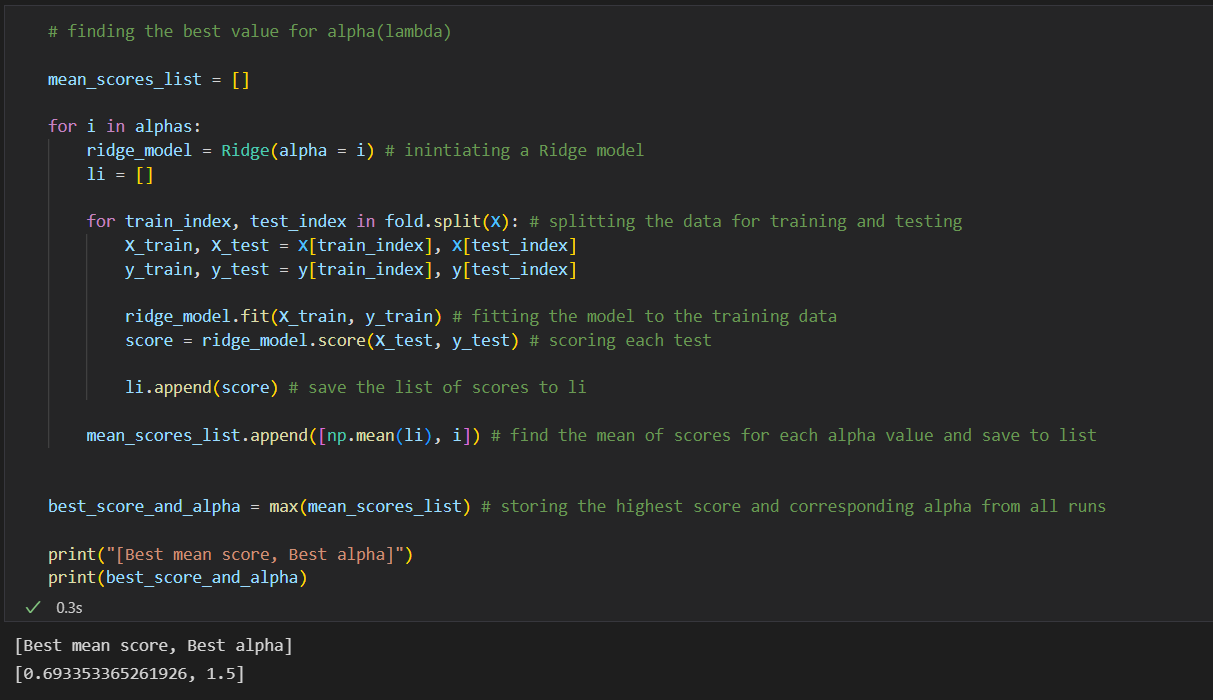 # finding the best value for alpha(lambda)
mean_scores_list = []
for i in alphas:
ridge_model = Ridge(alpha = i) # inintiating a Ridge model
li = []
for train_index, test_index in fold.split(X): # splitting the data for training and testing
X_train, X_test = X[train_index], X[test_index]
y_train, y_test = y[train_index], y[test_index]
ridge_model.fit(X_train, y_train) # fitting the model to the training data
score = ridge_model.score(X_test, y_test) # scoring each test
li.append(score) # save the list of scores to li
mean_scores_list.append([np.mean(li), i]) # find the mean of scores for each alpha value and save to list
best_score_and_alpha = max(mean_scores_list) # storing the highest score and corresponding alpha from all runs
print("[Best mean score, Best alpha]")
print(best_score_and_alpha)
✓ 0.3s
[Best mean score, Best alpha]
[0.693353365261926, 1.5]